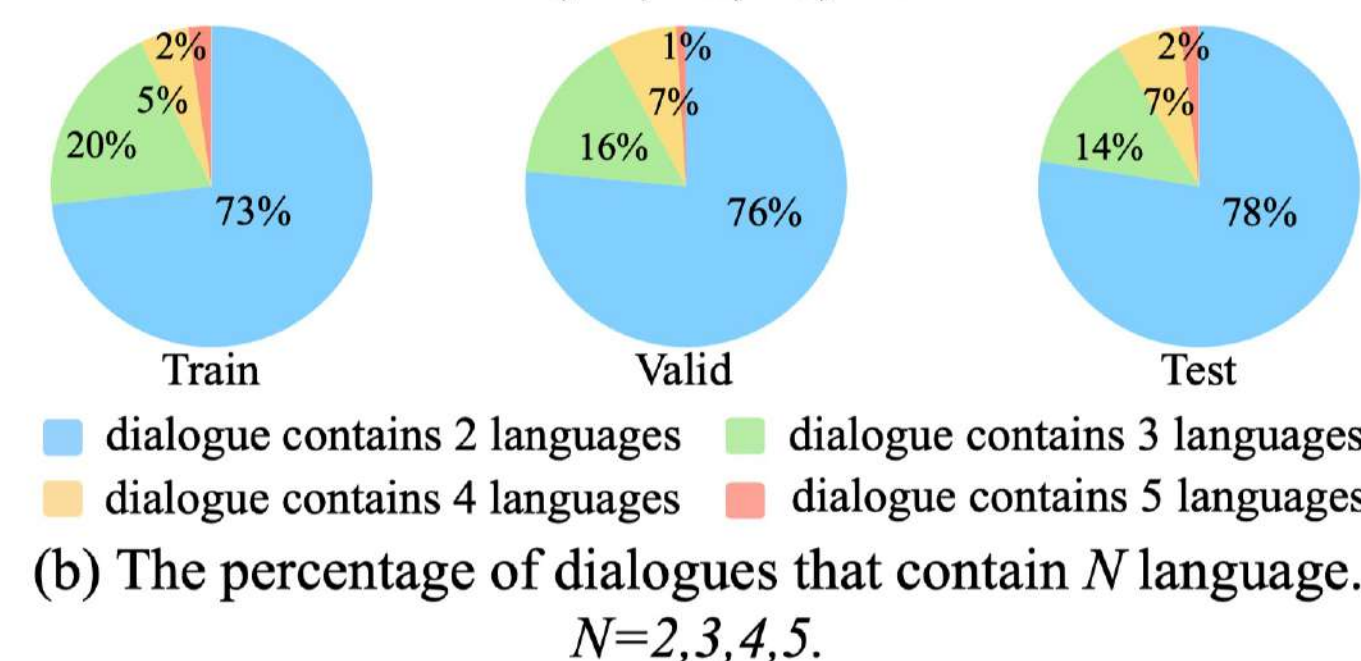 2% 1% 2%
5% 7% 7%
20% 16% 14%
73% 76% 78%
Train Valid Test
dialogue contains 2 languages dialogue contains 3 languages
dialogue contains 4 languages dialogue contains 5 languages
(b) The percentage of dialogues that contain N language.
N=2,3,4,5.